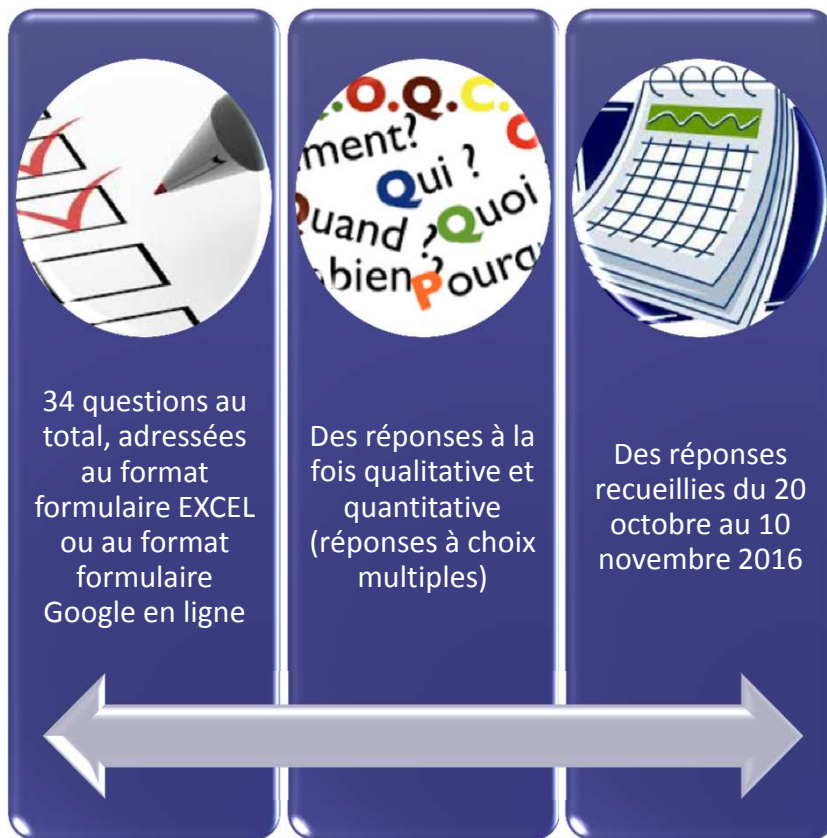 .O.Q.C.
ment?
Qui ?
Quand ? Quoi
bien ? Pourq
34 questions au
total, adressées
au format
formulaire EXCEL
ou au format
formulaire
Google en ligne
Des réponses à la
fois qualitative et
quantitative
(réponses à choix
multiples)
Des réponses
recueillies du 20
octobre au 10
novembre 2016